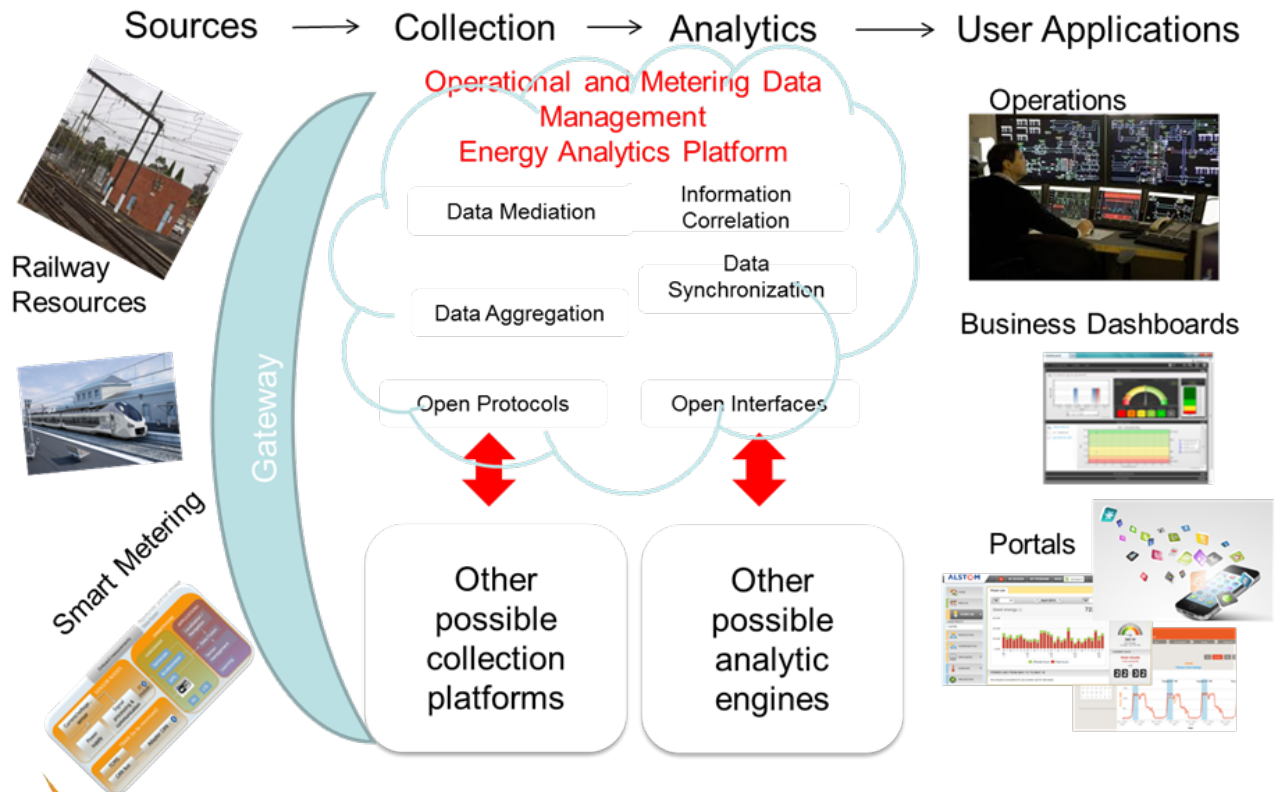 Sources
Collection
Analytics
User Applications
Operational and Metering Data
Management
Energy Analytics Platform
Operations
Data Mediation
Information
Correlation
Railway
Resources
Data
Synchronization
Data Aggregation
Business Dashboards
Gateway
Open Protocols
Open Interfaces
Smart Metering
Portals
ALSTOM
Other
possible
collection
platforms
Other
possible
analytic
engines